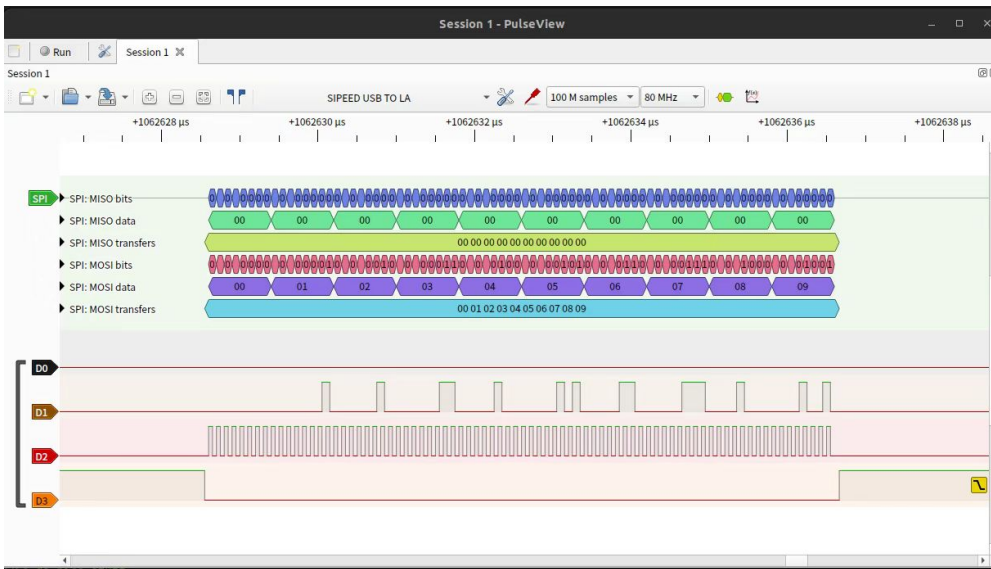 Session 1 - PulseView
Run
Session 1
Session 1
SIPEED USB TO LA
100 M samples
80 MHz
+1062628 µs +1062630 µs +1062632 µs +1062634 µs +1062636 µs +1062638 µs
SPI
SPI: MISO bits
SPI: MISO data 00 00 00 00 00 00 00 00 00 00
SPI: MISO transfers 00 00 00 00 00 00 00 00 00 00
SPI: MOSI bits
SPI: MOSI data 00 01 02 03 04 05 06 07 08 09
SPI: MOSI transfers 00 01 02 03 04 05 06 07 08 09
D0
D1
D2
D3